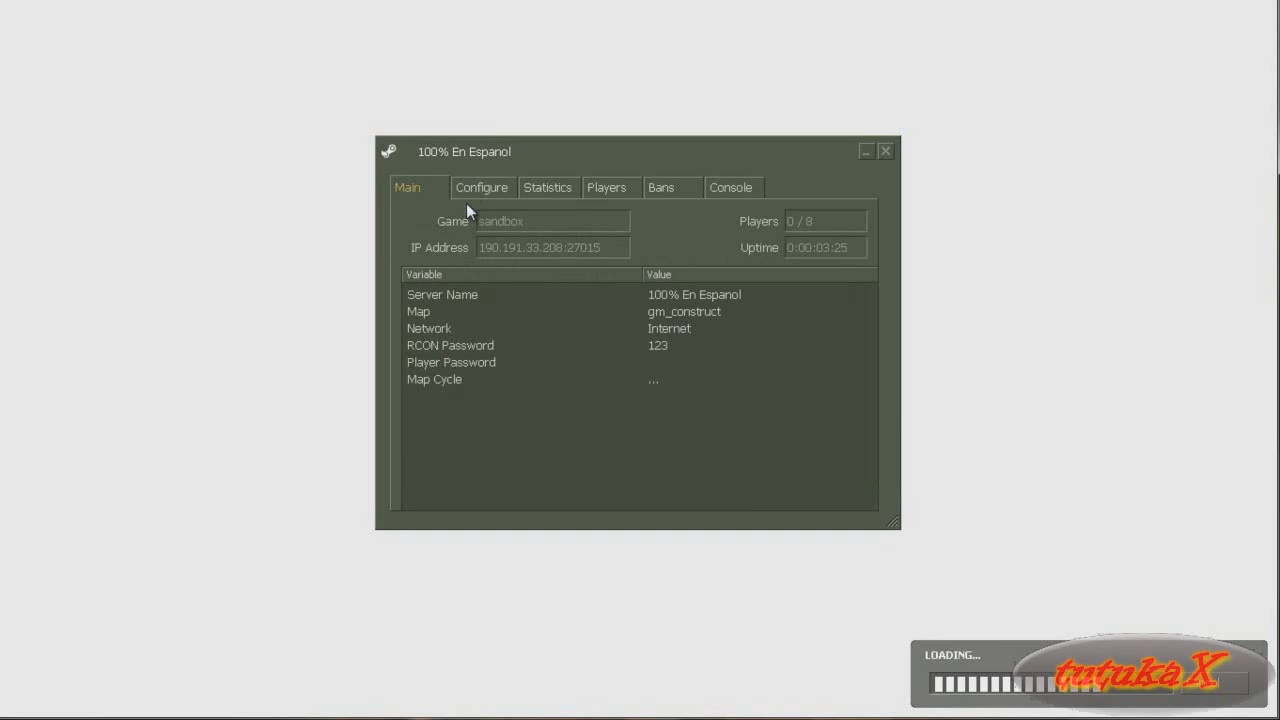 100% En Espanol
Main Configure Statistics Players Bans Console
Game sandbox Players 0 / 8
IP Address 190.191.33.208:27015 Uptime 0:00:03:25
Variable Value
Server Name 100% En Espanol
Map gm_construct
Network Internet
RCON Password 123
Player Password
Map Cycle ...
LOADING...
tutukaX